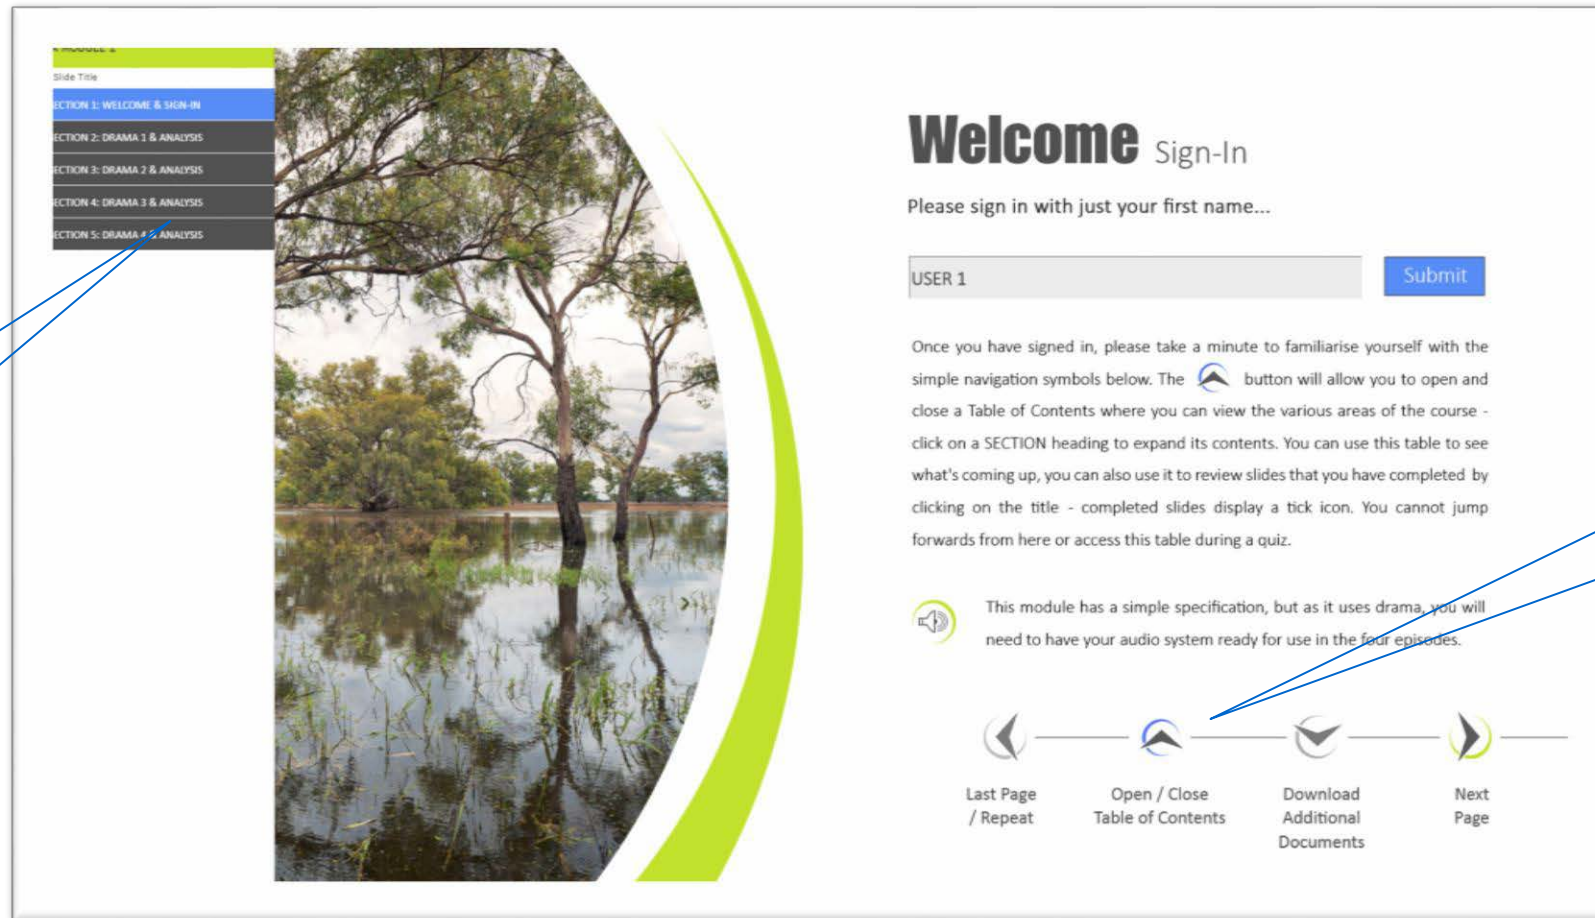 MODULE 2
Slide Title
ECTION 1: WELCOME & SIGN-IN
ECTION 2: DRAMA 1 & ANALYSIS
ECTION 3: DRAMA 2 & ANALYSIS
ECTION 4: DRAMA 3 & ANALYSIS
ECTION 5: DRAMA 4 & ANALYSIS
Welcome Sign-In
Please sign in with just your first name...
USER 1
Submit
Once you have signed in, please take a minute to familiarise yourself with the
simple navigation symbols below. The button will allow you to open and
close a Table of Contents where you can view the various areas of the course -
click on a SECTION heading to expand its contents. You can use this table to see
what's coming up, you can also use it to review slides that you have completed by
clicking on the title - completed slides display a tick icon. You cannot jump
forwards from here or access this table during a quiz.
This module has a simple specification, but as it uses drama, you will
need to have your audio system ready for use in the four episodes.
Last Page
/ Repeat
Open / Close
Table of Contents
Download
Additional
Documents
Next
Page